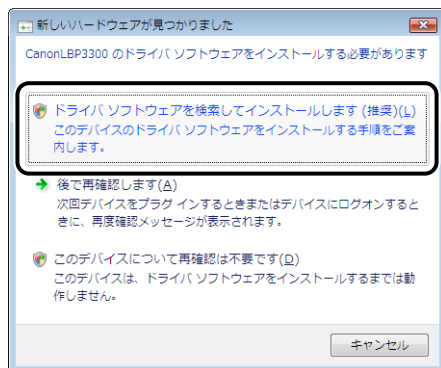 新しいハードウェアが見つかりました
CanonLBP3300 のドライバ ソフトウェアをインストールする必要があります
ドライバ ソフトウェアを検索してインストールします (推奨)(L)
このデバイスのドライバ ソフトウェアをインストールする手順をご案
内します。
後で再確認します(A)
次回デバイスをプラグ インするときまたはデバイスにログオンすると
きに、再度確認メッセージが表示されます。
このデバイスについて再確認は不要です(D)
このデバイスは、ドライバ ソフトウェアをインストールするまでは動
作しません。
キャンセル